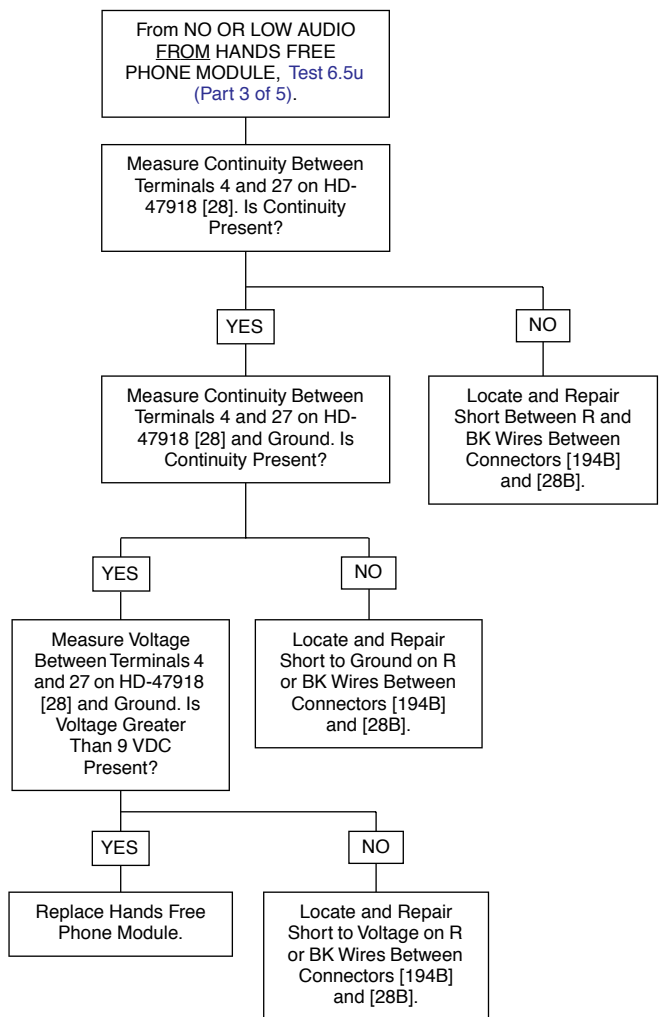 From NO OR LOW AUDIO
FROM HANDS FREE
PHONE MODULE, Test 6.5u
(Part 3 of 5).
Measure Continuity Between
Terminals 4 and 27 on HD-
47918 [28]. Is Continuity
Present?
YES
NO
Measure Continuity Between
Terminals 4 and 27 on HD-
47918 [28] and Ground. Is
Continuity Present?
Locate and Repair
Short Between R and
BK Wires Between
Connectors [194B]
and [28B].
YES
NO
Measure Voltage
Between Terminals 4
and 27 on HD-47918
[28] and Ground. Is
Voltage Greater
Than 9 VDC
Present?
Locate and Repair
Short to Ground on R
or BK Wires Between
Connectors [194B]
and [28B].
YES
NO
Replace Hands Free
Phone Module.
Locate and Repair
Short to Voltage on R
or BK Wires Between
Connectors [194B]
and [28B].